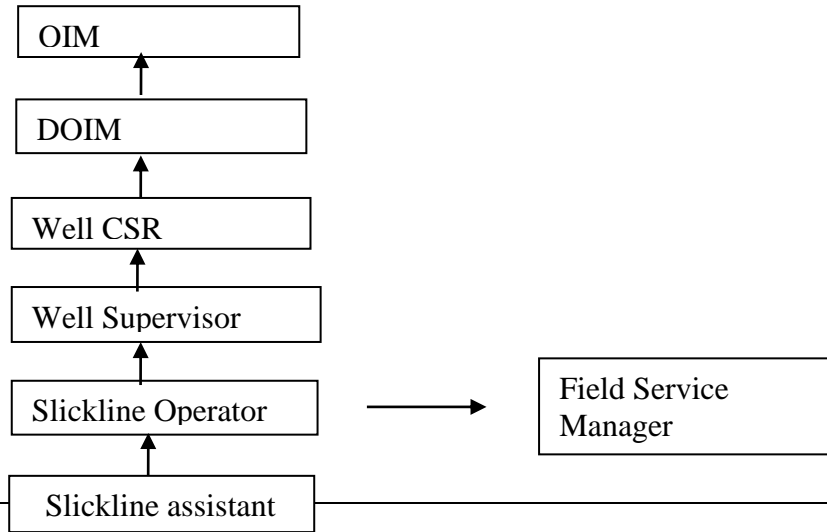 OIM
DOIM
Well CSR
Well Supervisor
Slickline Operator
Field Service
Manager
Slickline assistant